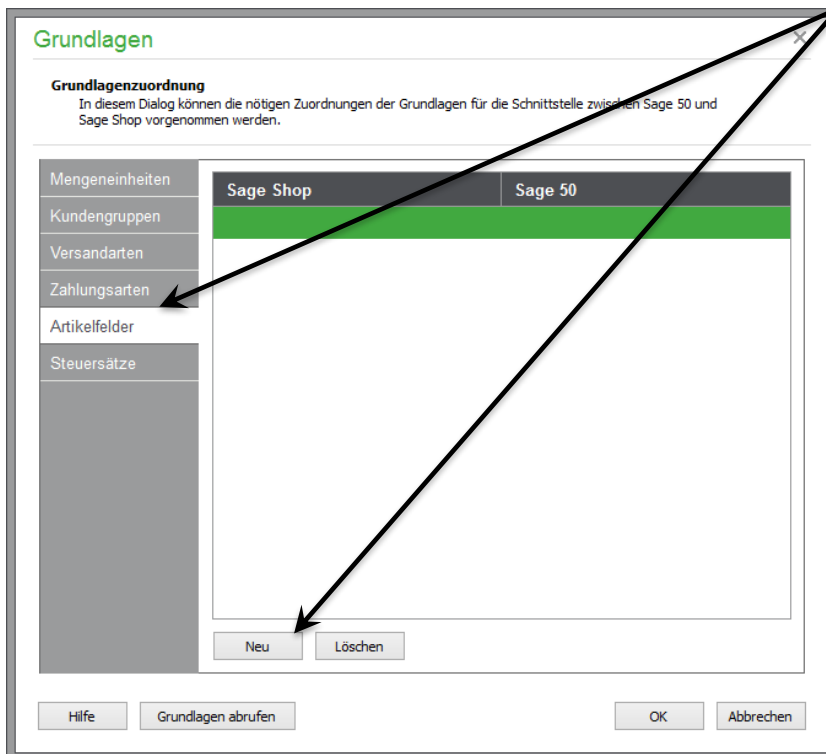 Grundlagen
Grundlagenzuordnung
In diesem Dialog können die nötigen Zuordnungen der Grundlagen für die Schnittstelle zwischen Sage 50 und
Sage Shop vorgenommen werden.
Mengeneinheiten
Kundengruppen
Versandarten
Zahlungsarten
Artikelfelder
Steuersätze
Sage Shop Sage 50
Neu Löschen
Hilfe Grundlagen abrufen OK Abbrechen